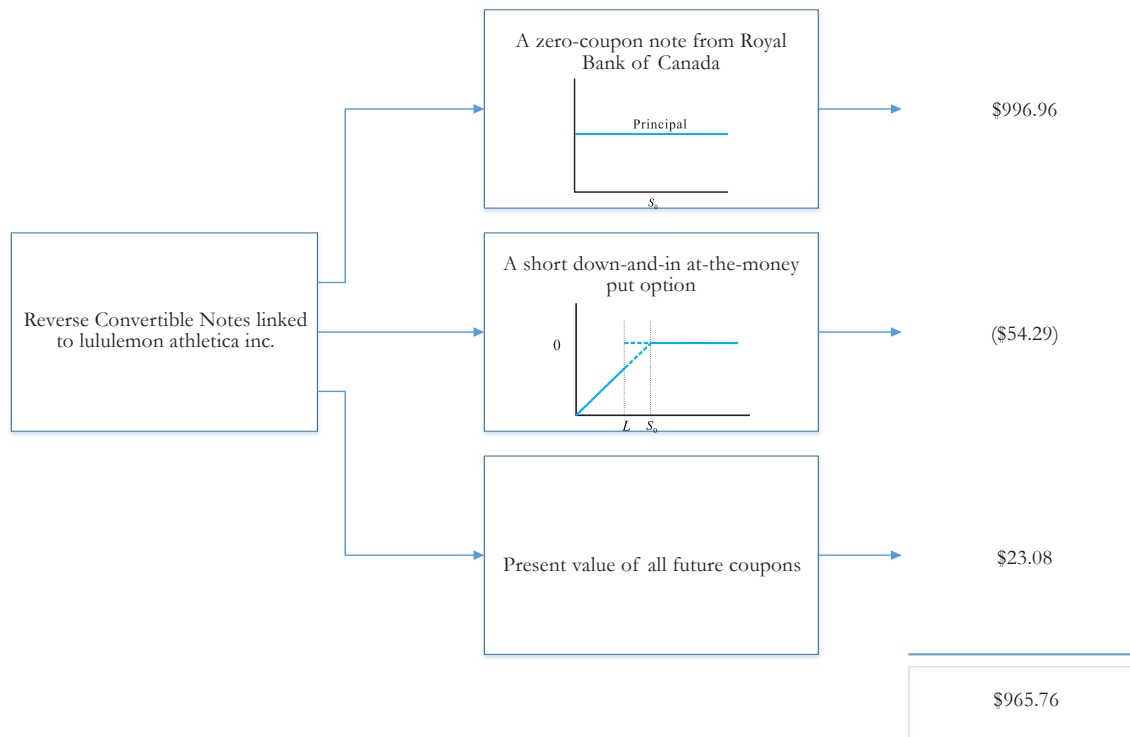 Reverse Convertible Notes linked
to lululemon athletica inc.
A zero-coupon note from Royal
Bank of Canada
Principal
S₀
$996.96
A short down-and-in at-the-money
put option
0
L S₀
($54.29)
Present value of all future coupons
$23.08
$965.76